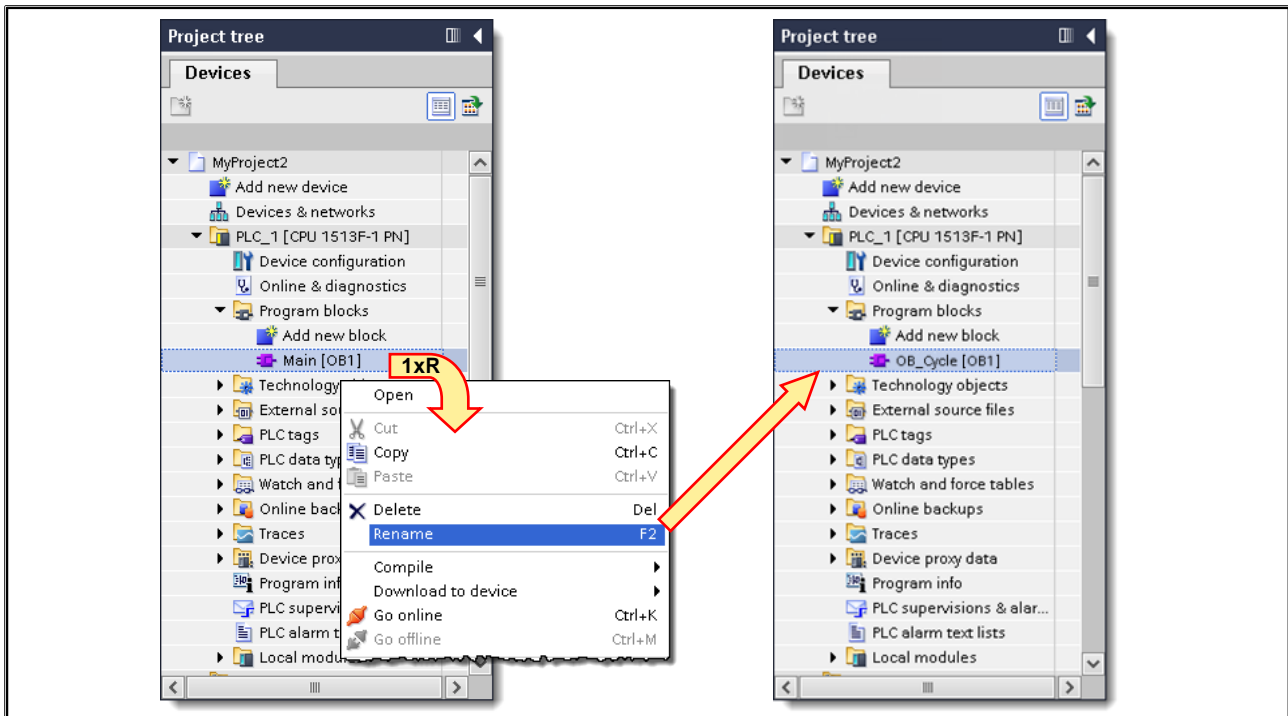 Project tree
Devices
MyProject2
Add new device
Devices & networks
PLC_1 [CPU 1513F-1 PN]
Device configuration
Online & diagnostics
Program blocks
Add new block
Main [OB1]
1xR
Technology
External so
PLC tags
PLC data typ
Watch and f
Online back
Traces
Device prox
Program inf
PLC supervi
PLC alarm t
Local modu
Open
Cut Ctrl+X
Copy Ctrl+C
Paste Ctrl+V
Delete Del
Rename F2
Compile
Download to device
Go online Ctrl+K
Go offline Ctrl+M
Project tree
Devices
MyProject2
Add new device
Devices & networks
PLC_1 [CPU 1513F-1 PN]
Device configuration
Online & diagnostics
Program blocks
Add new block
OB_Cycle [OB1]
Technology objects
External source files
PLC tags
PLC data types
Watch and force tables
Online backups
Traces
Device proxy data
Program info
PLC supervisions & alar...
PLC alarm text lists
Local modules